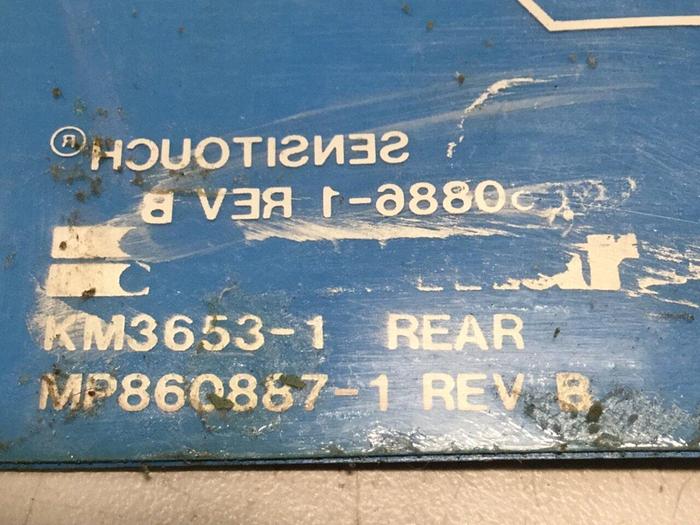 SENSITOUCH®
0886-1 REV B
KM3653-1 REAR
MP860887-1 REV B